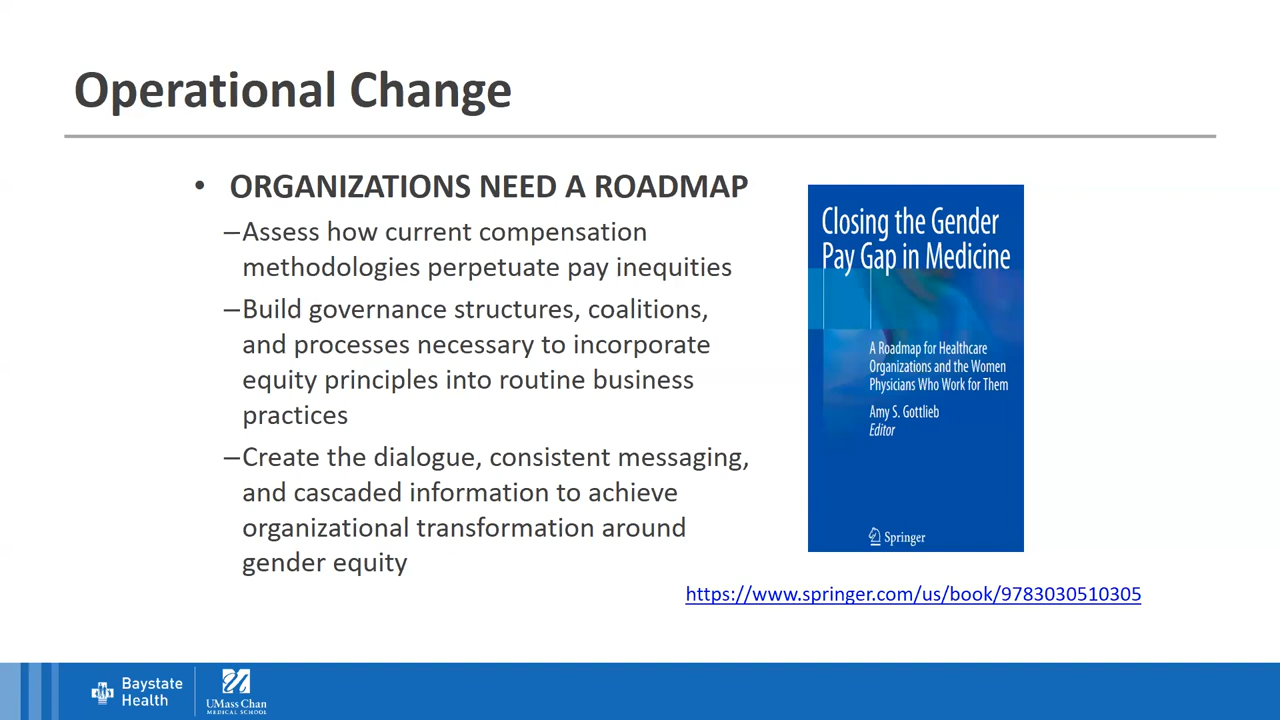 Operational Change
• ORGANIZATIONS NEED A ROADMAP
–Assess how current compensation
methodologies perpetuate pay inequities
–Build governance structures, coalitions,
and processes necessary to incorporate
equity principles into routine business
practices
–Create the dialogue, consistent messaging,
and cascaded information to achieve
organizational transformation around
gender equity
Closing the Gender
Pay Gap in Medicine
A Roadmap for Healthcare
Organizations and the Women
Physicians Who Work for Them
Amy S. Gottlieb
Editor
Springer
https://www.springer.com/us/book/9783030510305
Baystate
Health
UMass Chan
MEDICAL SCHOOL